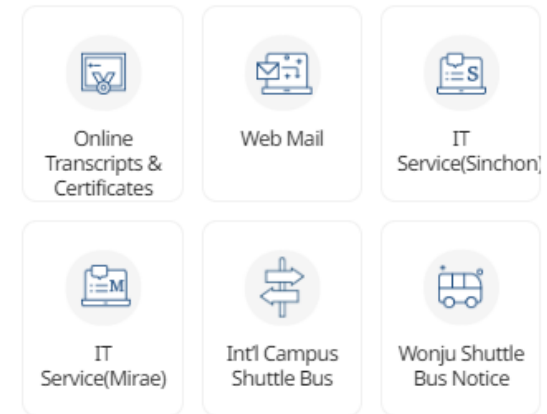 Online
Transcripts &
Certificates
Web Mail
S
IT
Service(Sinchon)
M
IT
Service(Mirae)
Int'l Campus
Shuttle Bus
Wonju Shuttle
Bus Notice